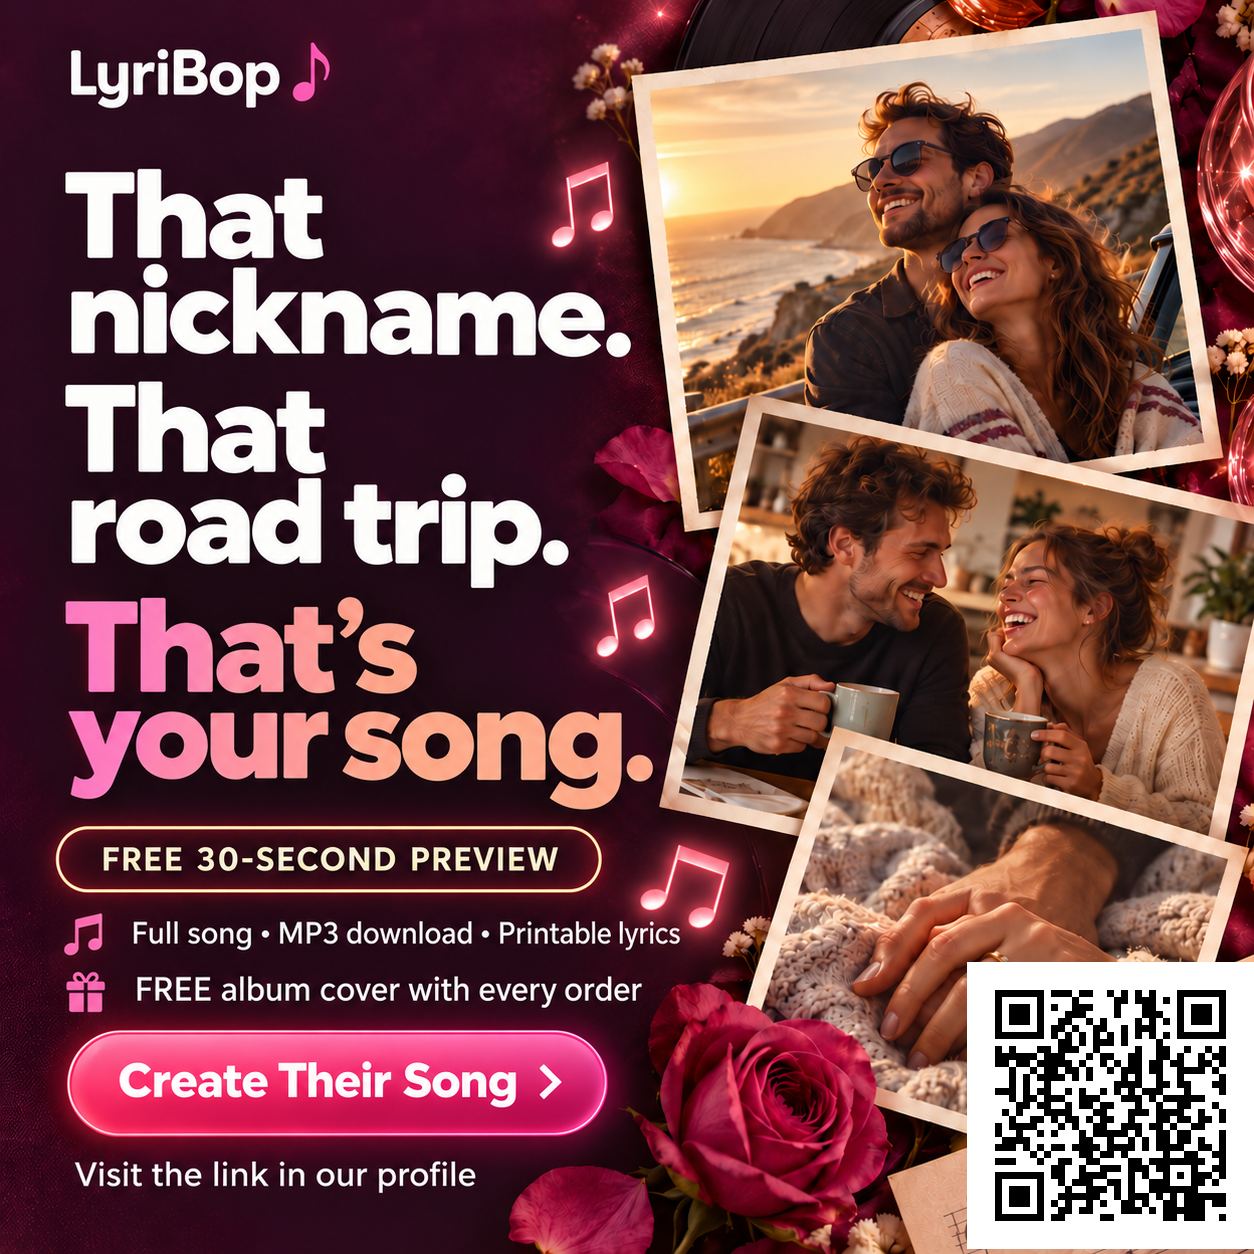 LyriBop
That
nickname.
That
road trip.
That's
your song.
FREE 30-SECOND PREVIEW
Full song • MP3 download • Printable lyrics
FREE album cover with every order
Create Their Song >
Visit the link in our profile